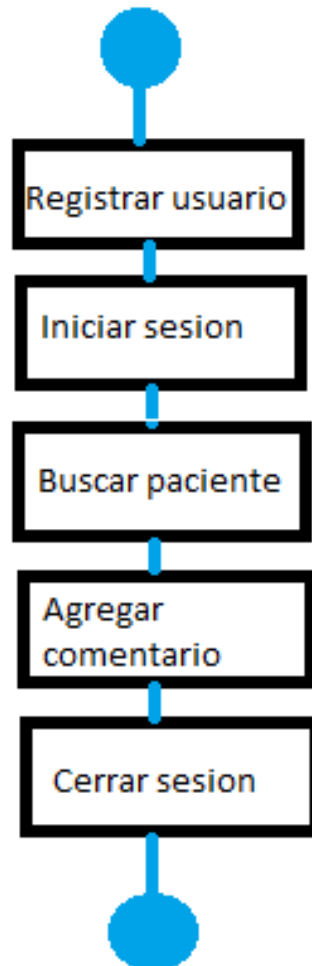 Registrar usuario
Iniciar sesion
Buscar paciente
Agregar
comentario
Cerrar sesion